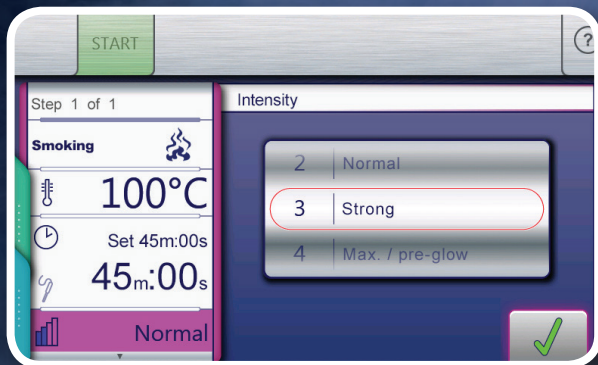 START
?
Step 1 of 1
Smoking
100°C
Set 45m:00s
45m:00s
Normal
Intensity
2 Normal
3 Strong
4 Max. / pre-glow